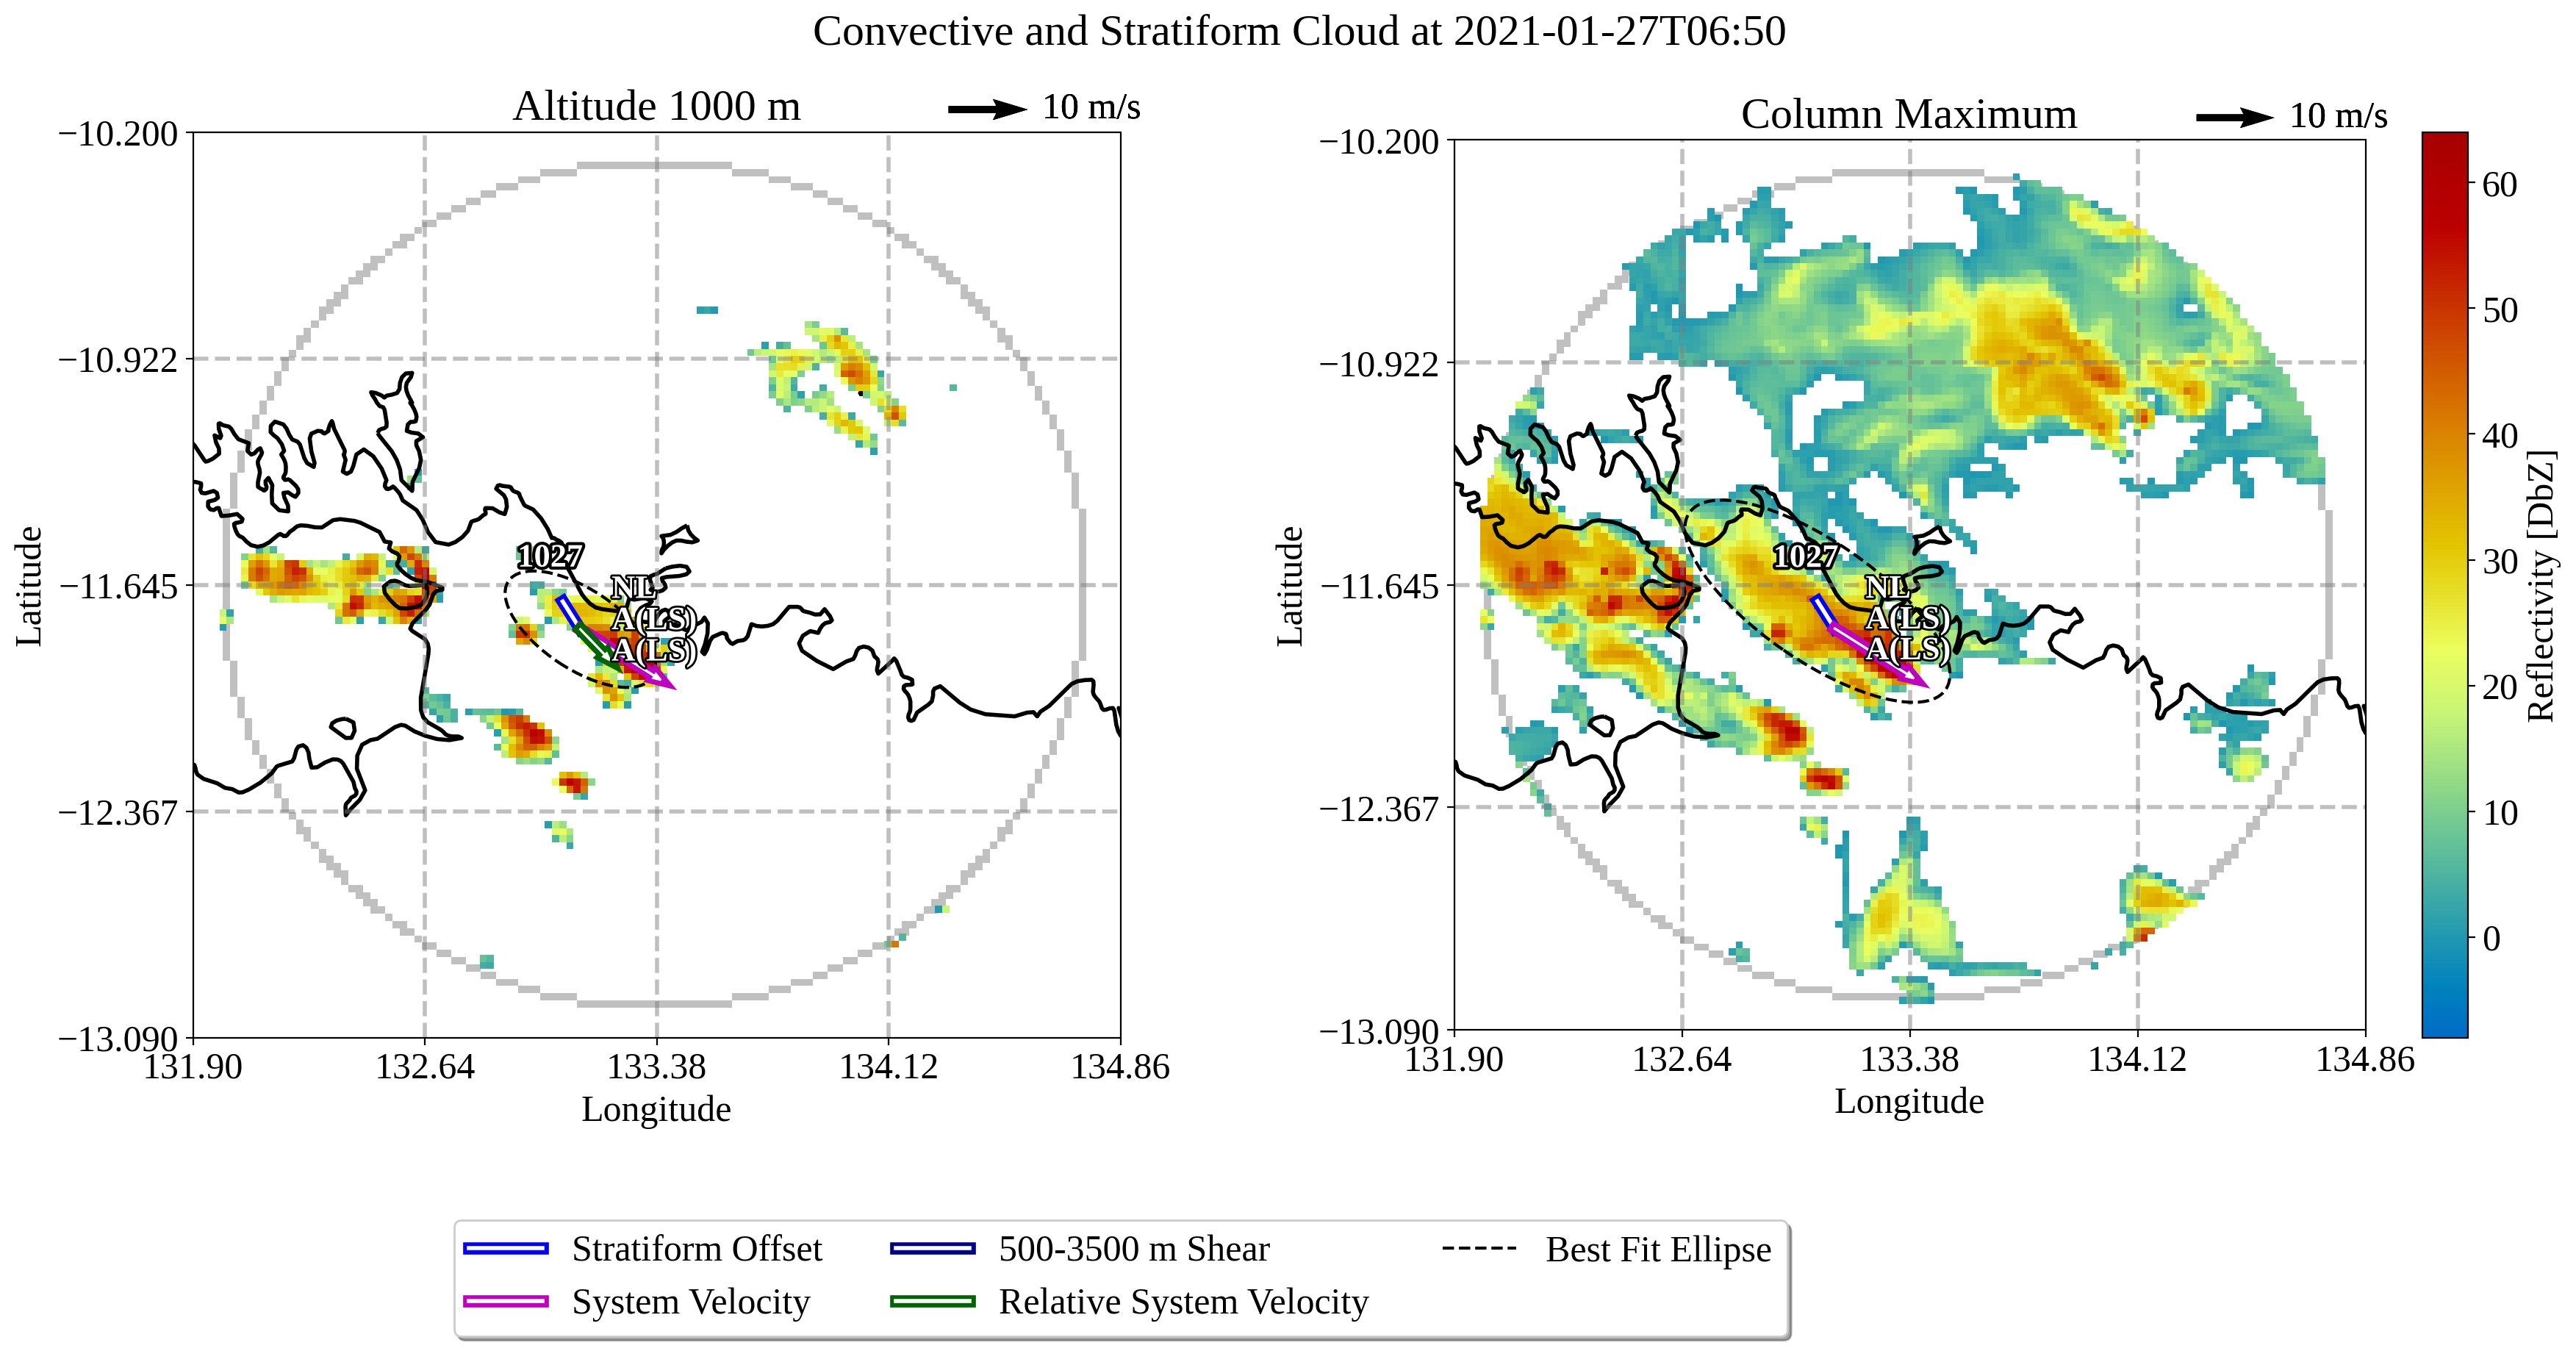 Convective and Stratiform Cloud at 2021-01-27T06:50
Altitude 1000 m
10 m/s
−10.200
−10.922
−11.645
−12.367
−13.090
Latitude
131.90
132.64
133.38
134.12
134.86
Longitude
1027
NL
A(LS)
A(LS)
Column Maximum
10 m/s
−10.200
−10.922
−11.645
−12.367
−13.090
Latitude
131.90
132.64
133.38
134.12
134.86
Longitude
1027
NL
A(LS)
A(LS)
60
50
40
30
20
10
0
Reflectivity [DbZ]
Stratiform Offset
System Velocity
500-3500 m Shear
Relative System Velocity
Best Fit Ellipse